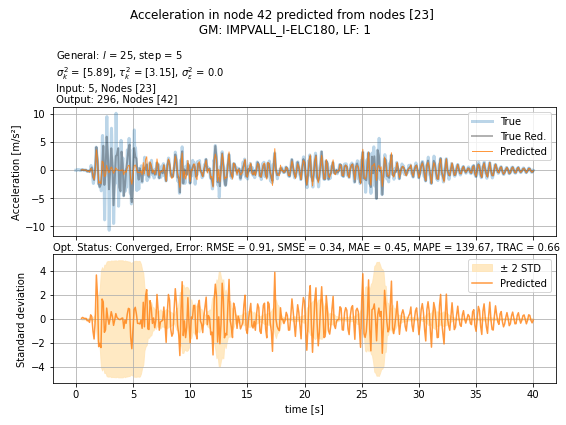 Acceleration in node 42 predicted from nodes [23]
GM: IMPVALL_I-ELC180, LF: 1
General: l = 25, step = 5
σ²ₖ = [5.89], τ²ₖ = [3.15], σ²ε = 0.0
Input: 5, Nodes [23]
Output: 296, Nodes [42]
Acceleration [m/s²]
10
5
0
−5
−10
True
True Red.
Predicted
Opt. Status: Converged, Error: RMSE = 0.91, SMSE = 0.34, MAE = 0.45, MAPE = 139.67, TRAC = 0.66
Standard deviation
4
2
0
−2
−4
± 2 STD
Predicted
0 5 10 15 20 25 30 35 40
time [s]